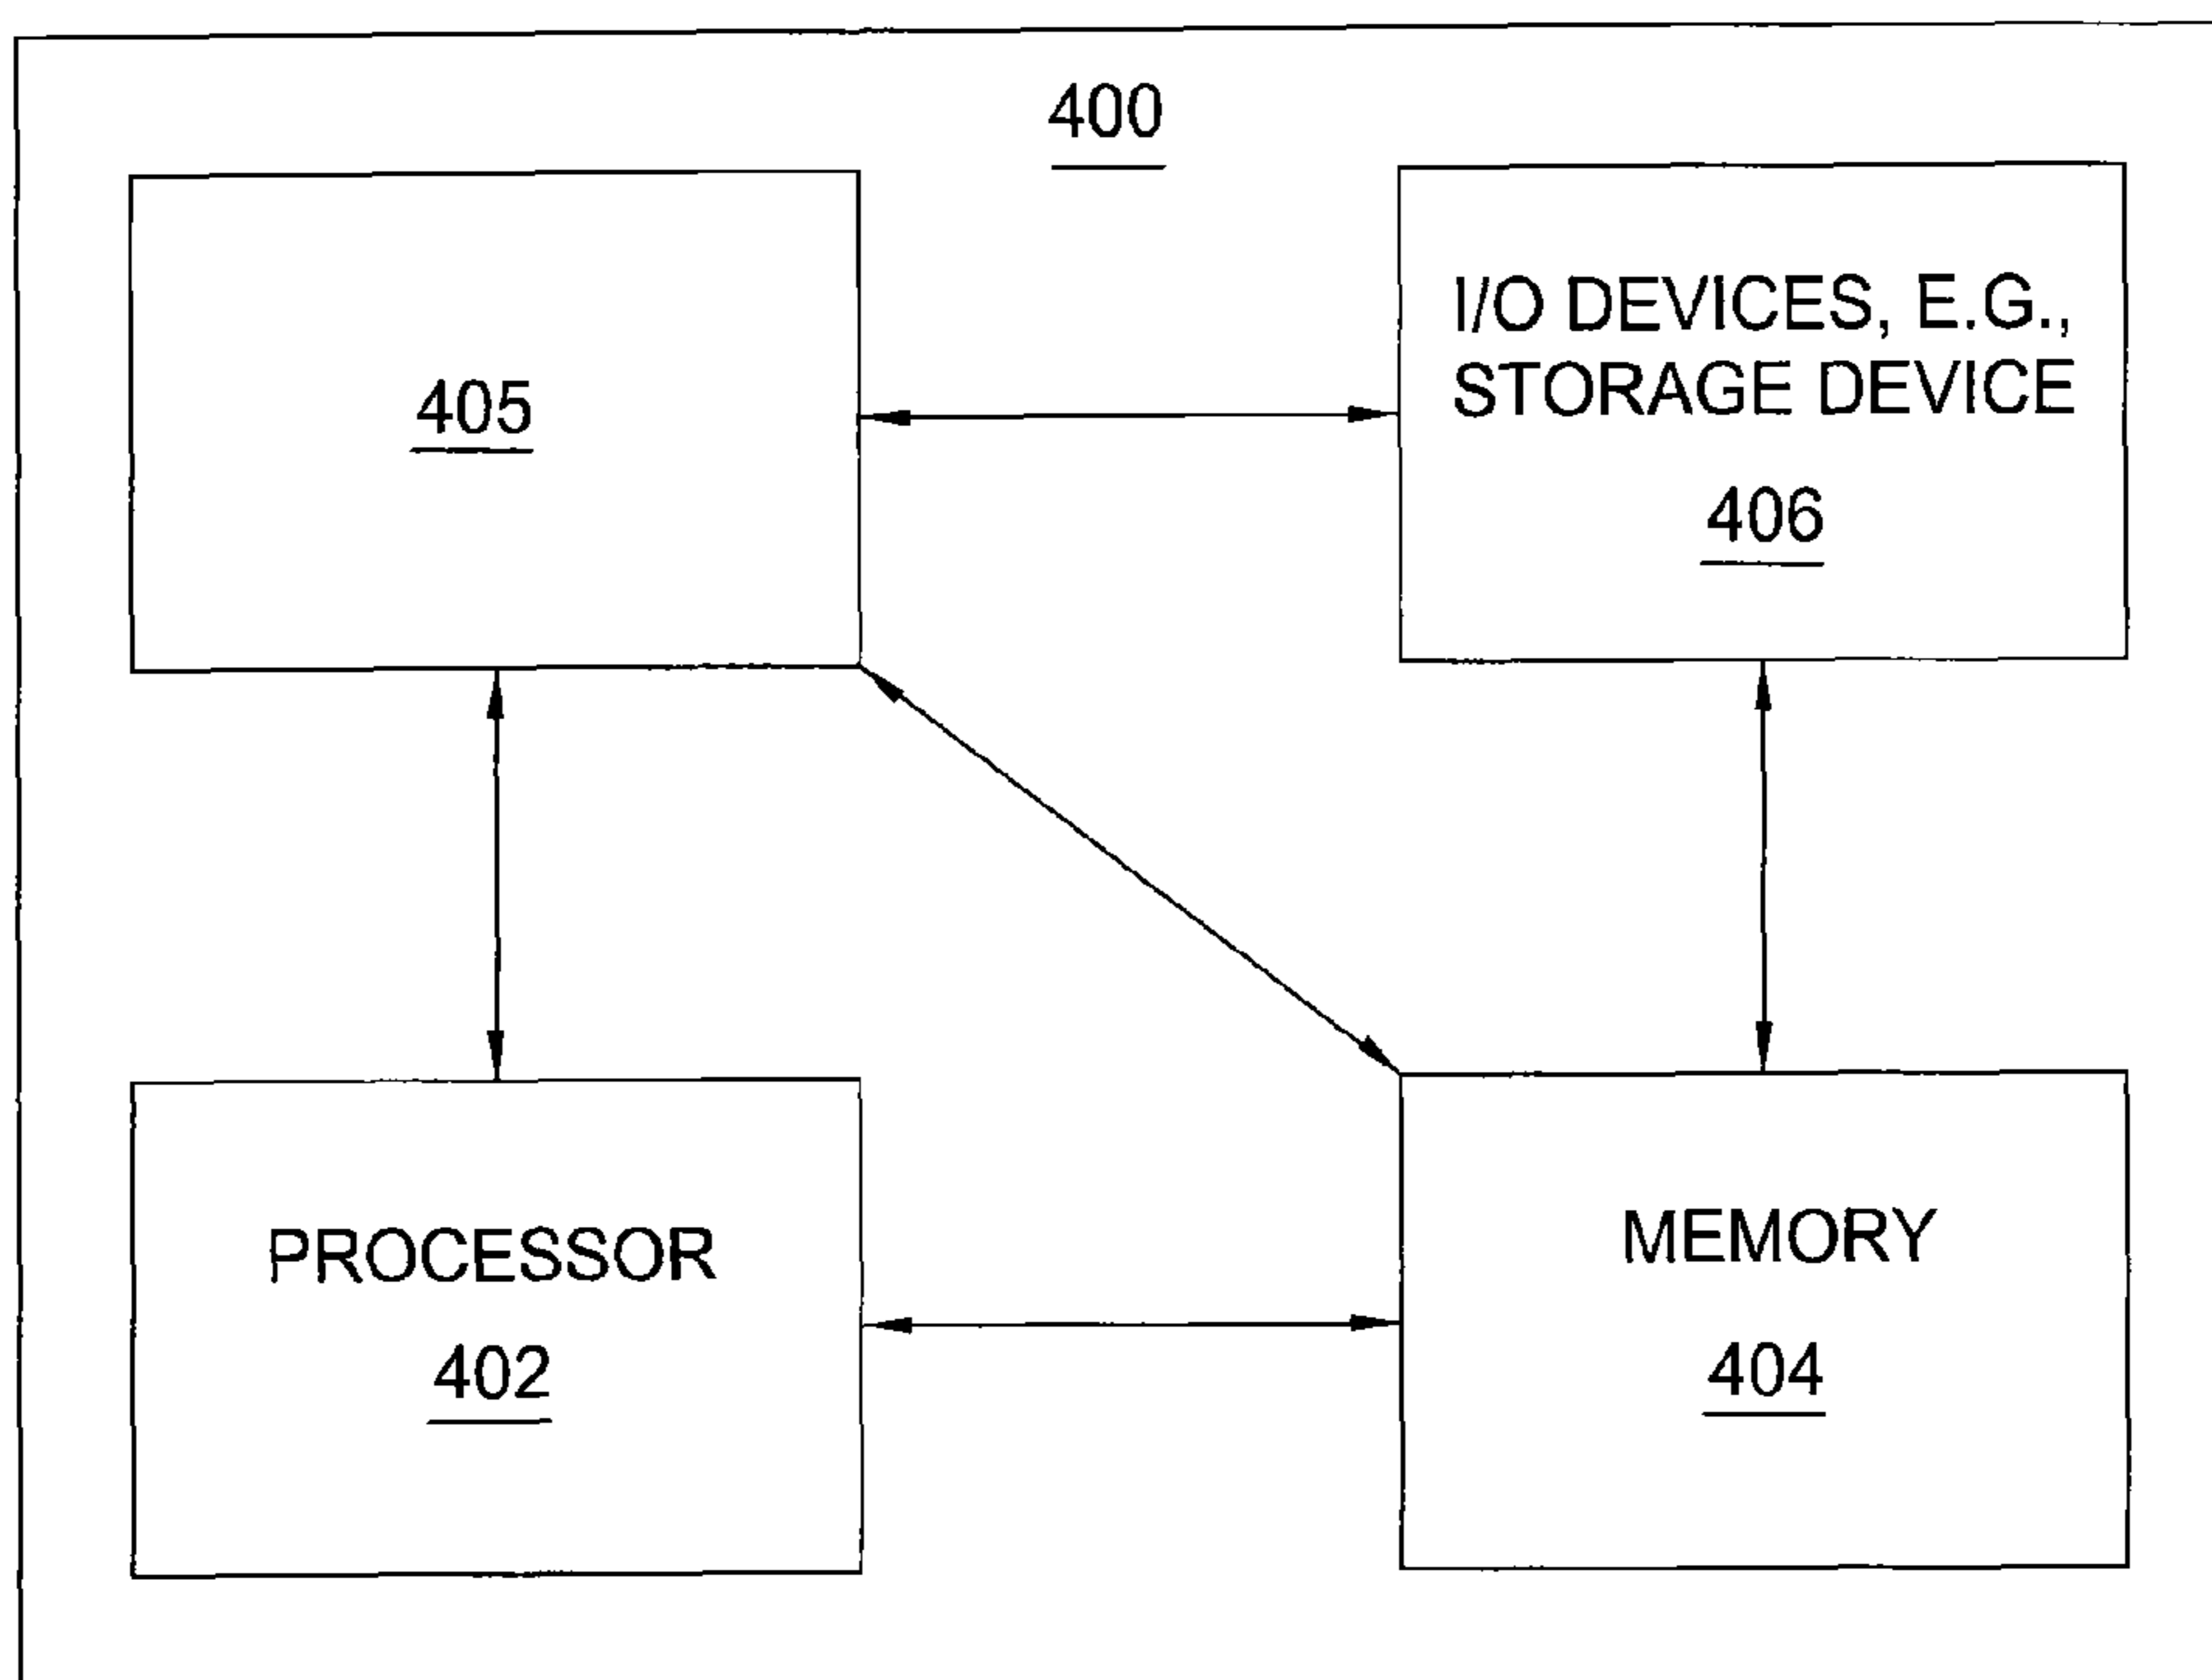 400
405
I/O DEVICES, E.G.,
STORAGE DEVICE
406
PROCESSOR
402
MEMORY
404